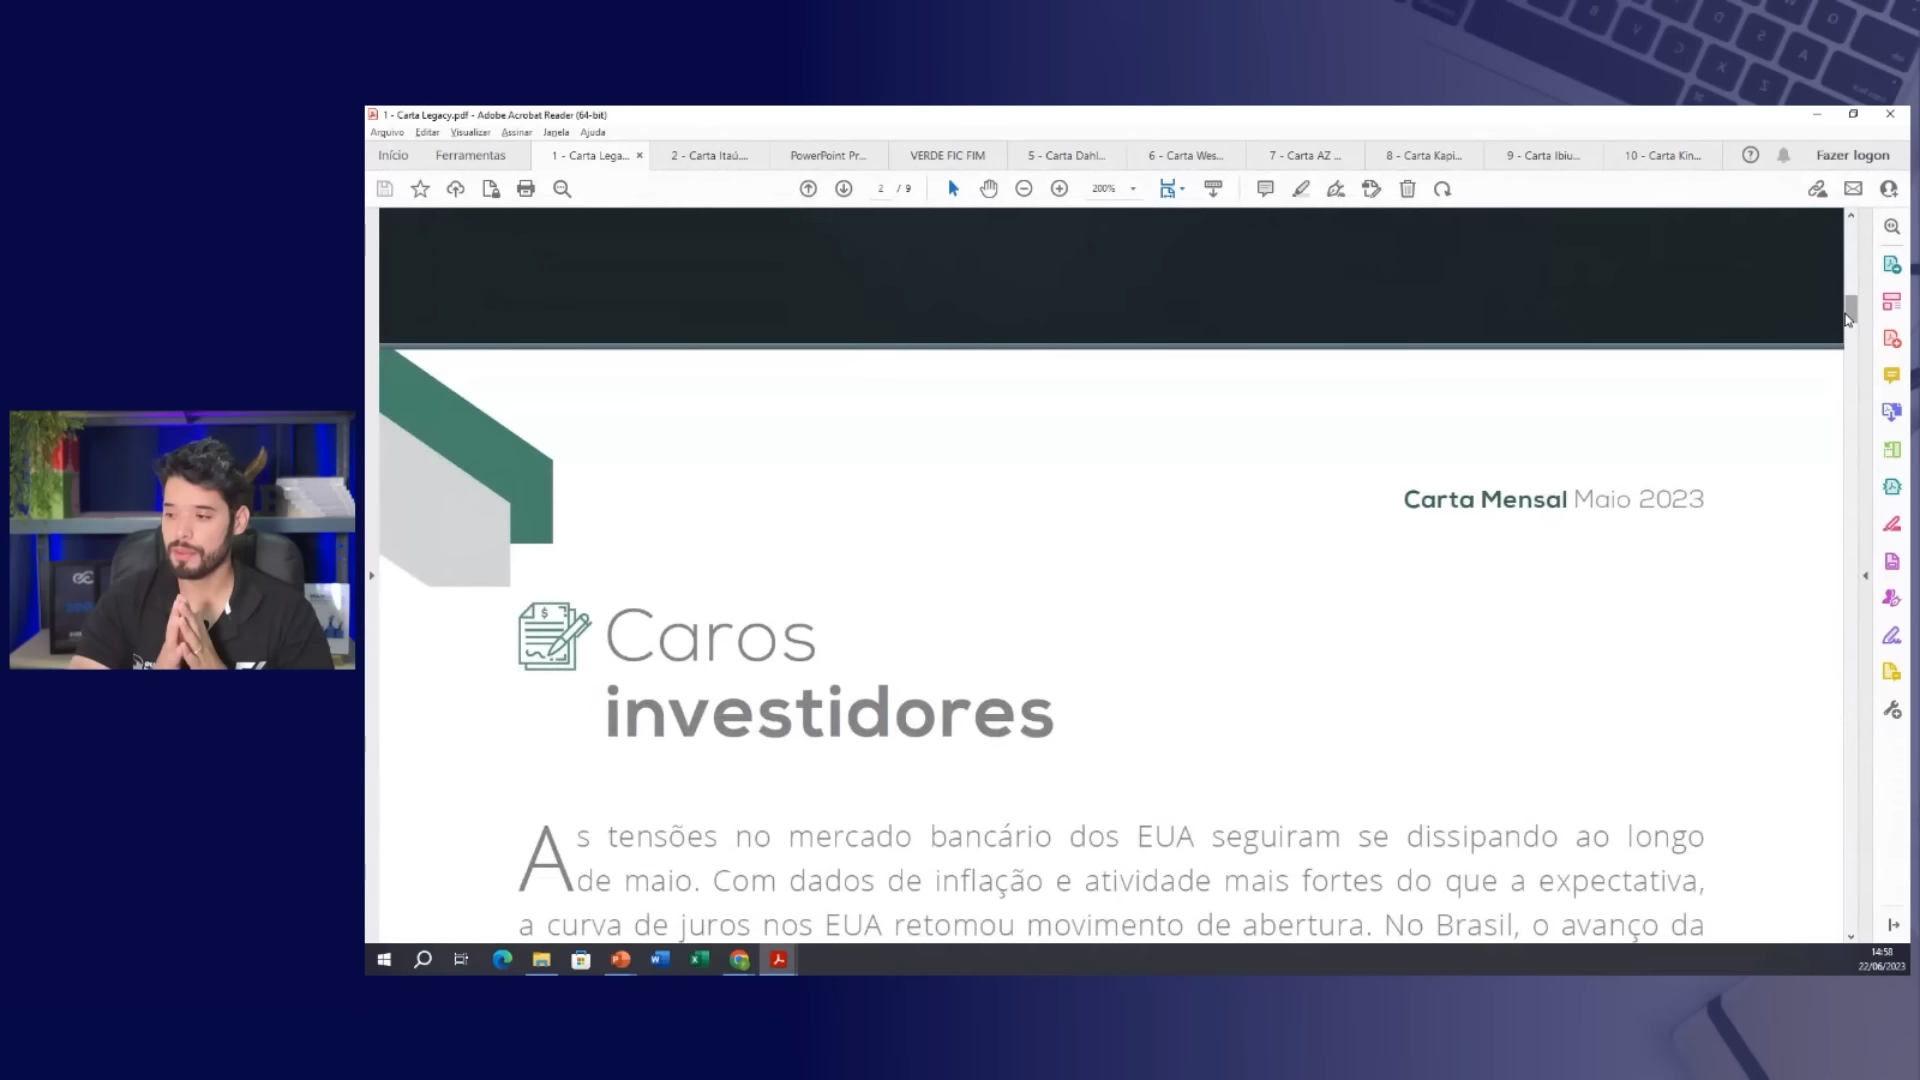 1 - Carta Legacy.pdf - Adobe Acrobat Reader (64-bit)
Arquivo Editar Visualizar Assinar Janela Ajuda
Início Ferramentas 1 - Carta Lega... × 2 - Carta Itaú,... PowerPoint Pr... VERDE FIC FIM 5 - Carta Dahl... 6 - Carta Wes... 7 - Carta AZ ... 8 - Carta Kapi... 9 - Carta Ibiu... 10 - Carta Kin... Fazer logon
2 / 9 200%
Carta Mensal Maio 2023
Caros
investidores
As tensões no mercado bancário dos EUA seguiram se dissipando ao longo
de maio. Com dados de inflação e atividade mais fortes do que a expectativa,
a curva de juros nos EUA retomou movimento de abertura. No Brasil, o avanço da
14:58
22/06/2023